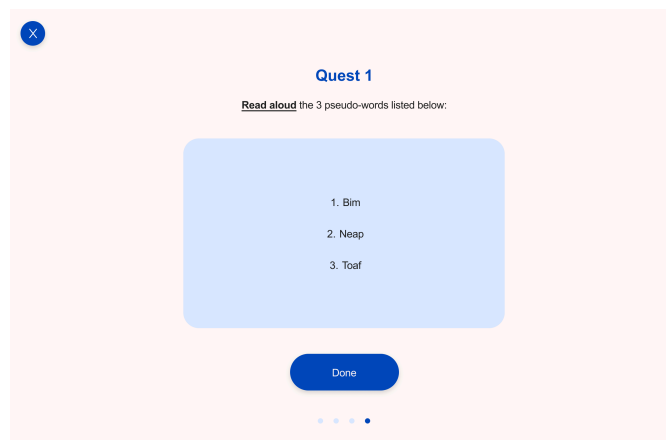 X
Quest 1
Read aloud the 3 pseudo-words listed below:
1. Bim
2. Neap
3. Toaf
Done